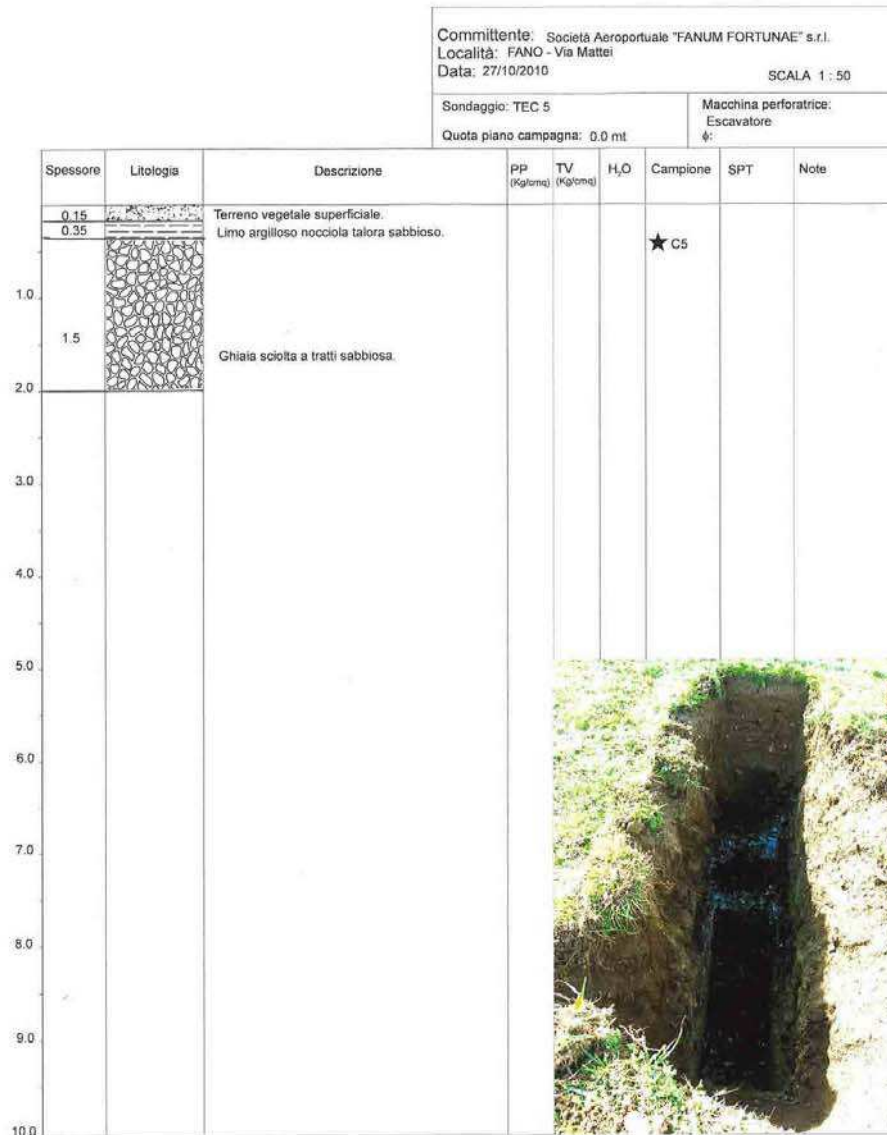 Committente: Società Aeroportuale "FANUM FORTUNAE" s.r.l.
Località: FANO - Via Mattei
Data: 27/10/2010
SCALA 1 : 50
Sondaggio: TEC 5
Macchina perforatrice:
Escavatore
Quota piano campagna: 0.0 mt
ϕ:
Spessore Litologia Descrizione PP (Kg/cmq) TV (Kg/cmq) H₂O Campione SPT Note
0.15 Terreno vegetale superficiale.
0.35 Limo argilloso nocciola talora sabbioso.
★ C5
1.0
1.5
Ghiaia sciolta a tratti sabbiosa.
2.0
3.0
4.0
5.0
6.0
7.0
8.0
9.0
10.0